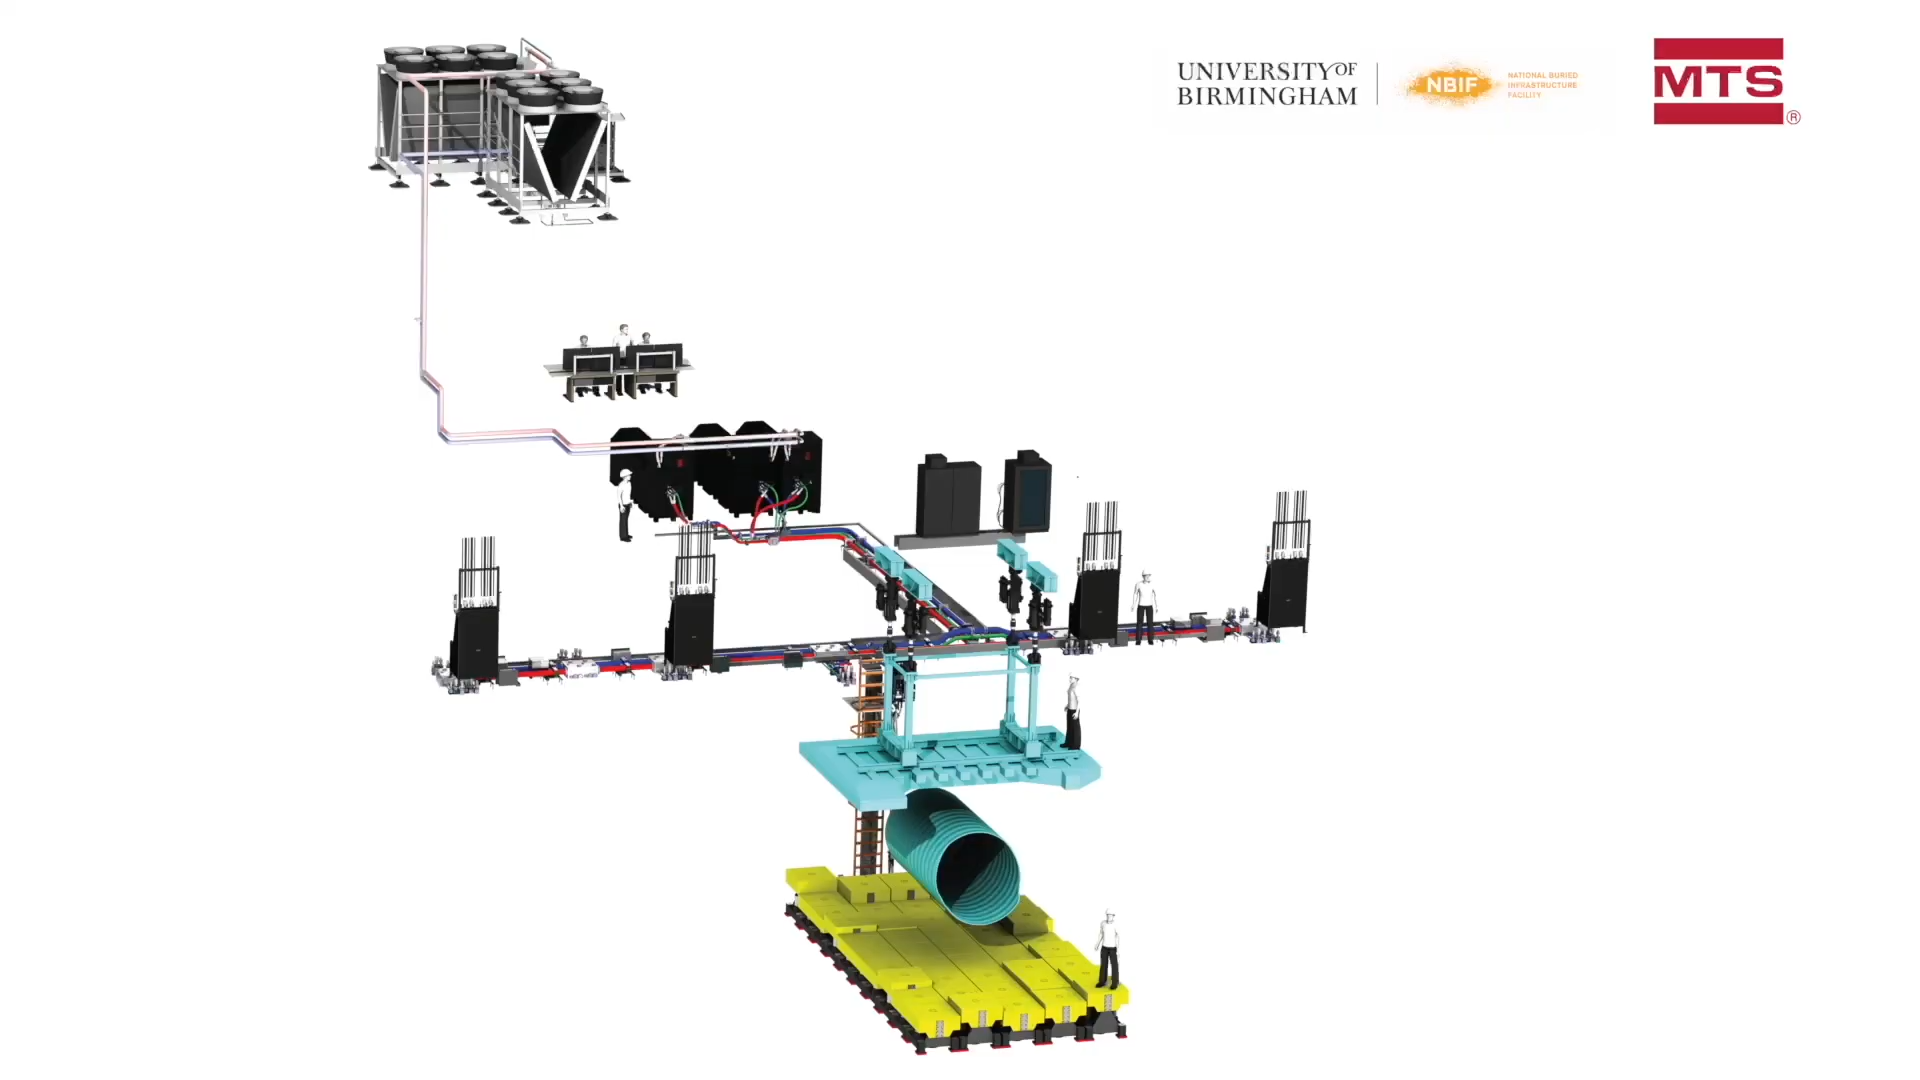 UNIVERSITY OF
BIRMINGHAM
NBIF
NATIONAL BURIED
INFRASTRUCTURE
FACILITY
MTS
®